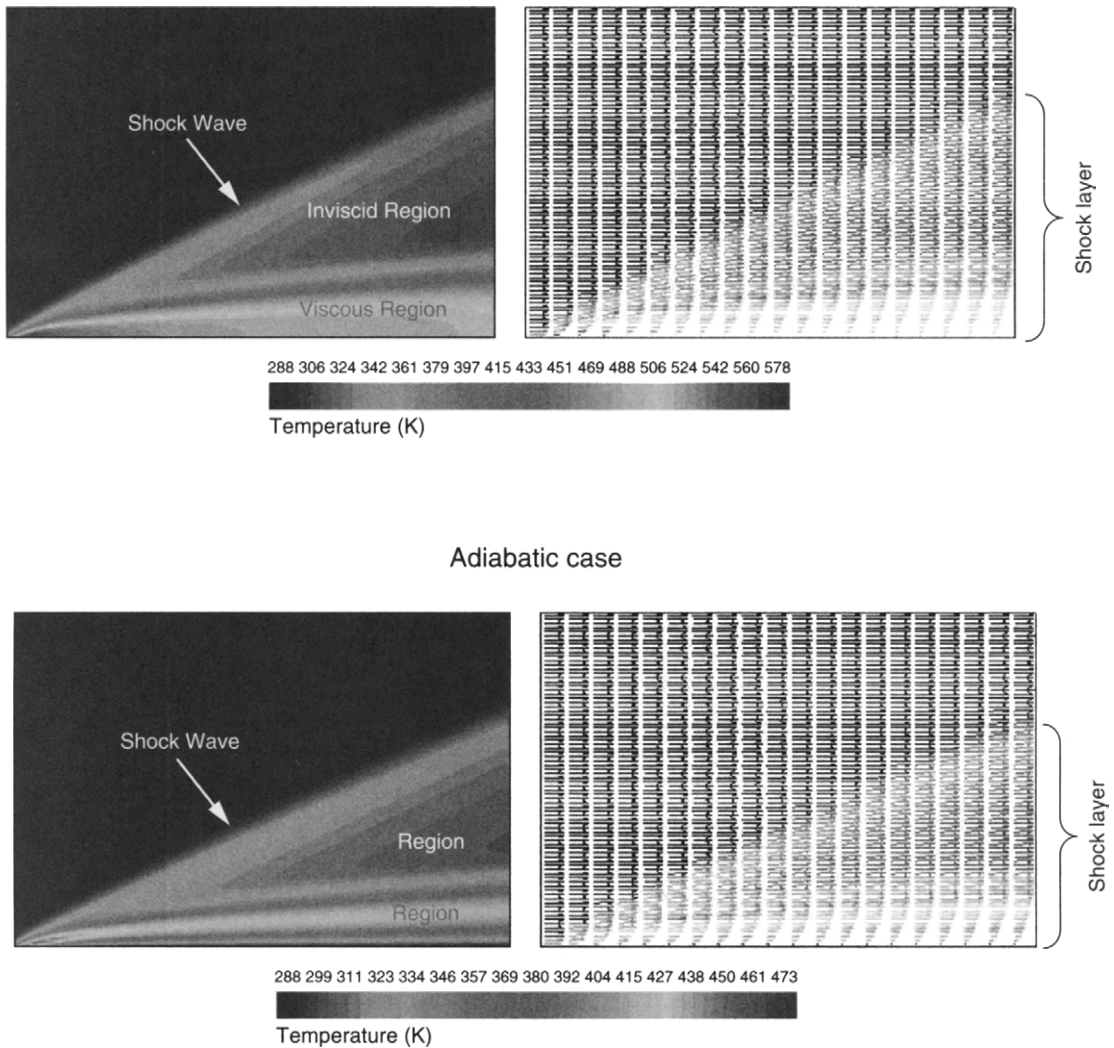 Shock Wave
Inviscid Region
Viscous Region
Shock layer
288 306 324 342 361 379 397 415 433 451 469 488 506 524 542 560 578
Temperature (K)
Adiabatic case
Shock Wave
Region
Region
Shock layer
288 299 311 323 334 346 357 369 380 392 404 415 427 438 450 461 473
Temperature (K)